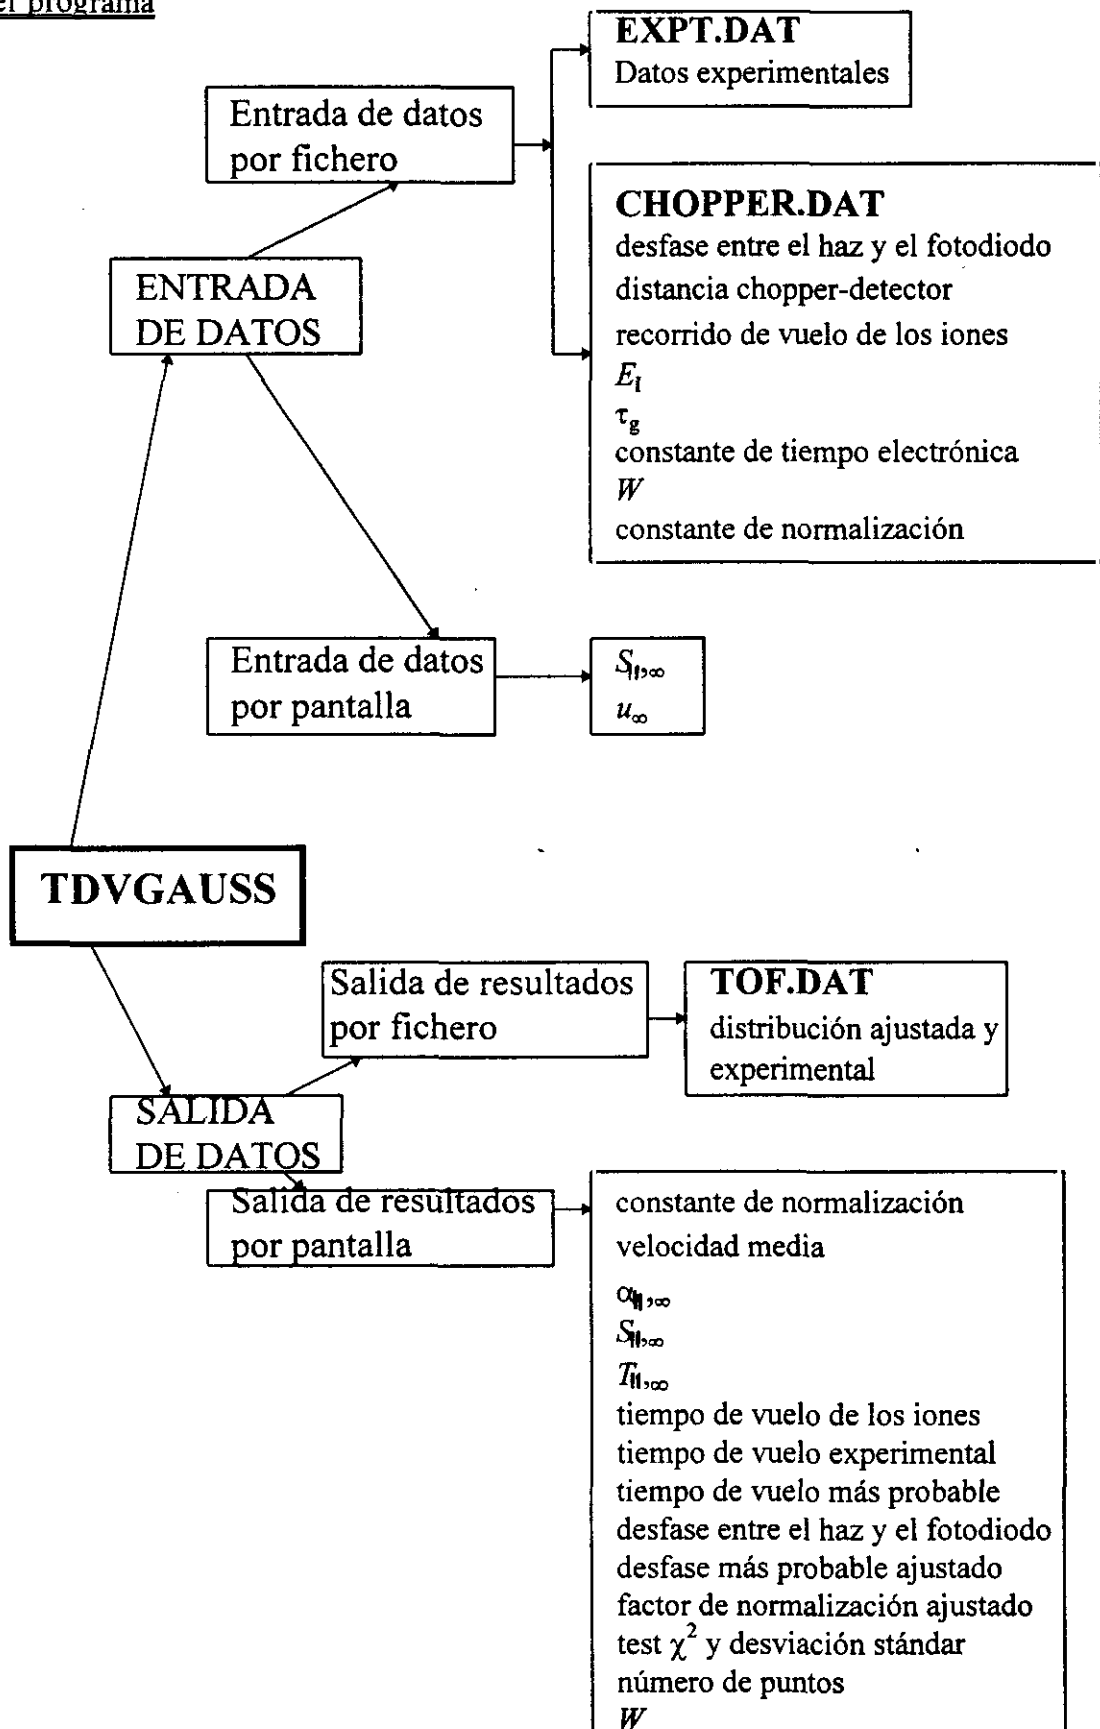 el programa
EXPT.DAT
Datos experimentales
Entrada de datos
por fichero
CHOPPER.DAT
desfase entre el haz y el fotodiodo
distancia chopper-detector
recorrido de vuelo de los iones
E_I
τ_g
constante de tiempo electrónica
W
constante de normalización
ENTRADA
DE DATOS
Entrada de datos
por pantalla
S_||,∞
u_∞
TDVGAUSS
Salida de resultados
por fichero
TOF.DAT
distribución ajustada y
experimental
SALIDA
DE DATOS
Salida de resultados
por pantalla
constante de normalización
velocidad media
α_||,∞
S_||,∞
T_||,∞
tiempo de vuelo de los iones
tiempo de vuelo experimental
tiempo de vuelo más probable
desfase entre el haz y el fotodiodo
desfase más probable ajustado
factor de normalización ajustado
test χ² y desviación stándar
número de puntos
W